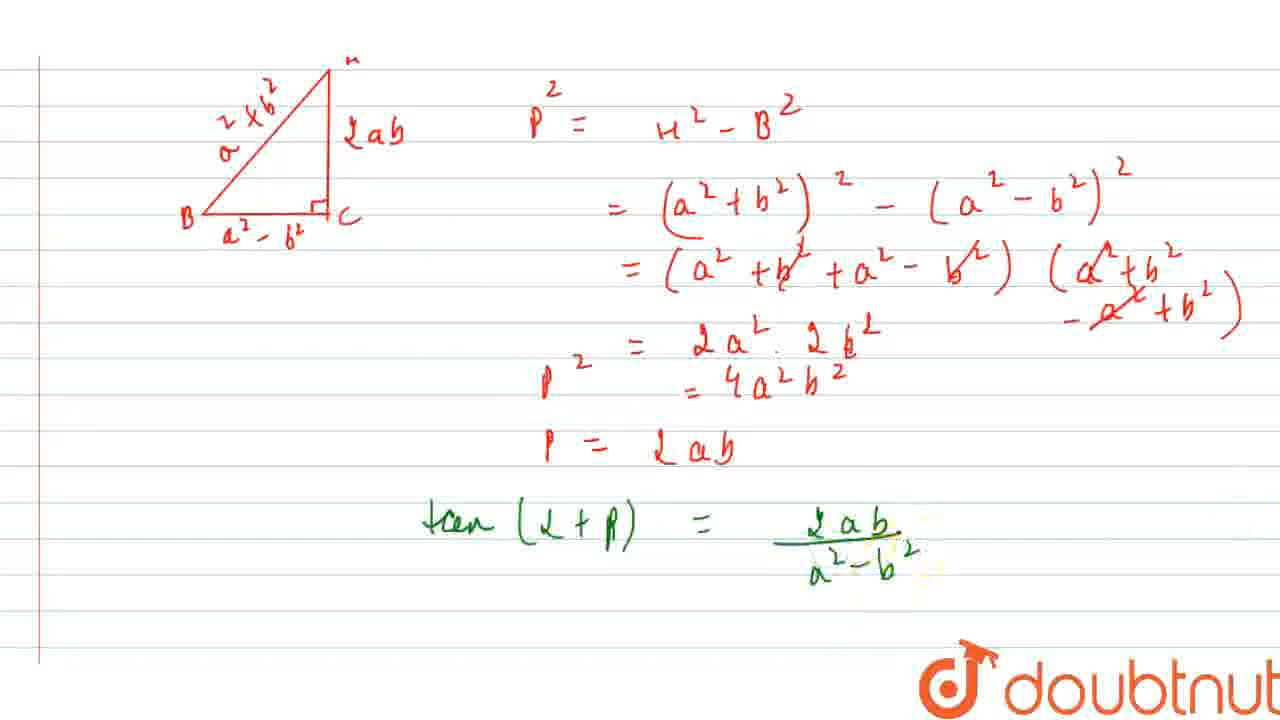 A
a² + b²
2ab
B
C
a² - b²
P² = H² - B²
= (a² + b²)² - (a² - b²)²
= (a² + b² + a² - b²) (a² + b²
- a² + b²)
= 2a² . 2b²
P² = 4a²b²
P = 2ab
tan (α + β) = 2ab / a² - b²
doubtnut